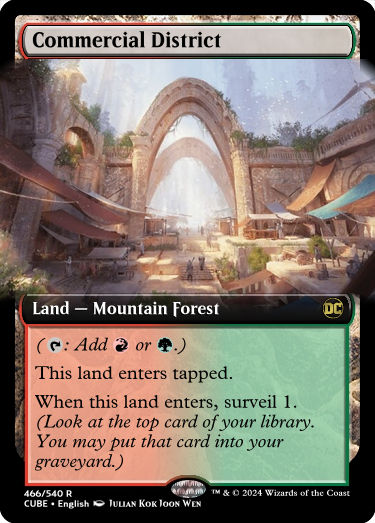 Commercial District
Land — Mountain Forest
DC
( : Add or .)
This land enters tapped.
When this land enters, surveil 1.
(Look at the top card of your library.
You may put that card into your
graveyard.)
466/540 R
CUBE • English Julian Kok Joon Wen
™ & © 2024 Wizards of the Coast